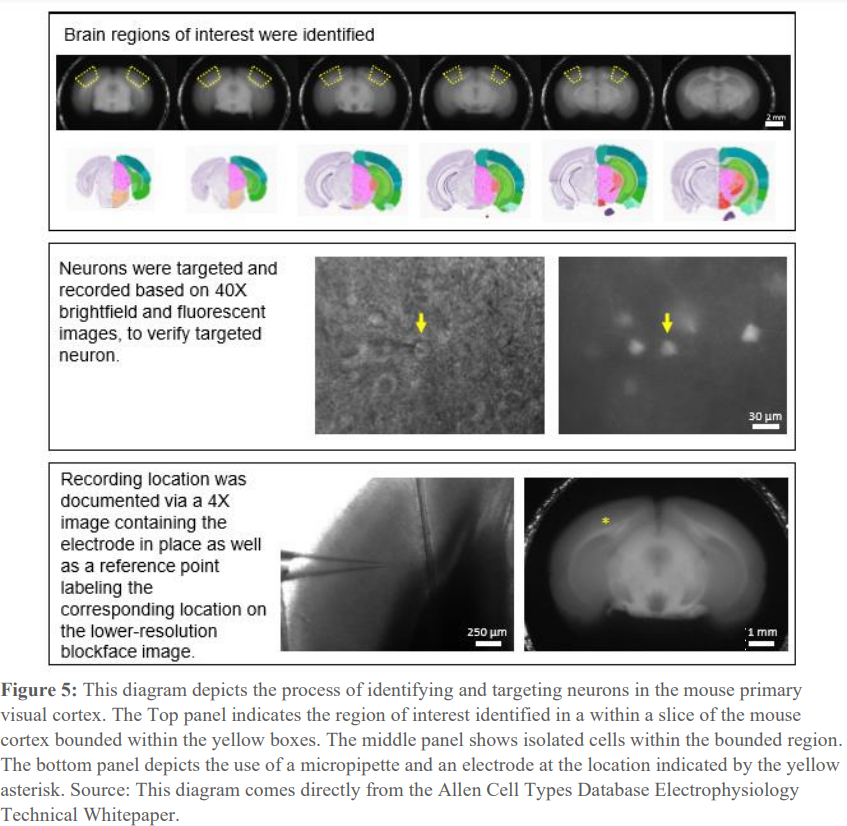 Brain regions of interest were identified
2 mm
Neurons were targeted and
recorded based on 40X
brightfield and fluorescent
images, to verify targeted
neuron.
30 µm
Recording location was
documented via a 4X
image containing the
electrode in place as well
as a reference point
labeling the
corresponding location on
the lower-resolution
blockface image.
250 µm
*
1 mm
Figure 5: This diagram depicts the process of identifying and targeting neurons in the mouse primary
visual cortex. The Top panel indicates the region of interest identified in a within a slice of the mouse
cortex bounded within the yellow boxes. The middle panel shows isolated cells within the bounded region.
The bottom panel depicts the use of a micropipette and an electrode at the location indicated by the yellow
asterisk. Source: This diagram comes directly from the Allen Cell Types Database Electrophysiology
Technical Whitepaper.